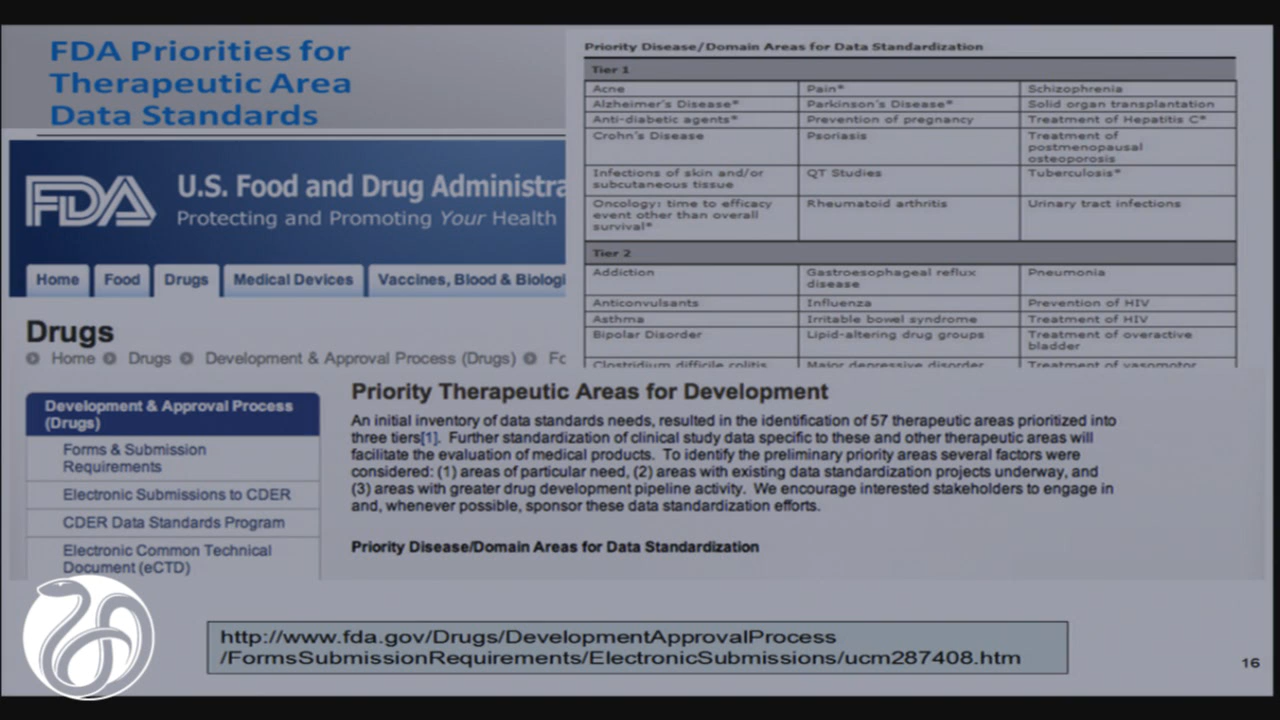 FDA Priorities for
Therapeutic Area
Data Standards
Priority Disease/Domain Areas for Data Standardization
Tier 1
Acne
Pain*
Schizophrenia
Alzheimer's Disease*
Parkinson's Disease*
Solid organ transplantation
Anti-diabetic agents*
Prevention of pregnancy
Treatment of Hepatitis C*
Crohn's Disease
Psoriasis
Treatment of
postmenopausal
osteoporosis
Infections of skin and/or
subcutaneous tissue
QT Studies
Tuberculosis*
Oncology: time to efficacy
event other than overall
survival*
Rheumatoid arthritis
Urinary tract infections
Tier 2
Addiction
Gastroesophageal reflux
disease
Pneumonia
Anticonvulsants
Influenza
Prevention of HIV
Asthma
Irritable bowel syndrome
Treatment of HIV
Bipolar Disorder
Lipid-altering drug groups
Treatment of overactive
bladder
Clostridium difficile colitis
Major depressive disorder
Treatment of vasomotor
FDA
U.S. Food and Drug Administra
Protecting and Promoting Your Health
Home
Food
Drugs
Medical Devices
Vaccines, Blood & Biologi
Drugs
Home Drugs Development & Approval Process (Drugs) Fo
Development & Approval Process
(Drugs)
Forms & Submission
Requirements
Electronic Submissions to CDER
CDER Data Standards Program
Electronic Common Technical
Document (eCTD)
Priority Therapeutic Areas for Development
An initial inventory of data standards needs, resulted in the identification of 57 therapeutic areas prioritized into
three tiers[1]. Further standardization of clinical study data specific to these and other therapeutic areas will
facilitate the evaluation of medical products. To identify the preliminary priority areas several factors were
considered: (1) areas of particular need, (2) areas with existing data standardization projects underway, and
(3) areas with greater drug development pipeline activity. We encourage interested stakeholders to engage in
and, whenever possible, sponsor these data standardization efforts.
Priority Disease/Domain Areas for Data Standardization
http://www.fda.gov/Drugs/DevelopmentApprovalProcess
/FormsSubmissionRequirements/ElectronicSubmissions/ucm287408.htm
16